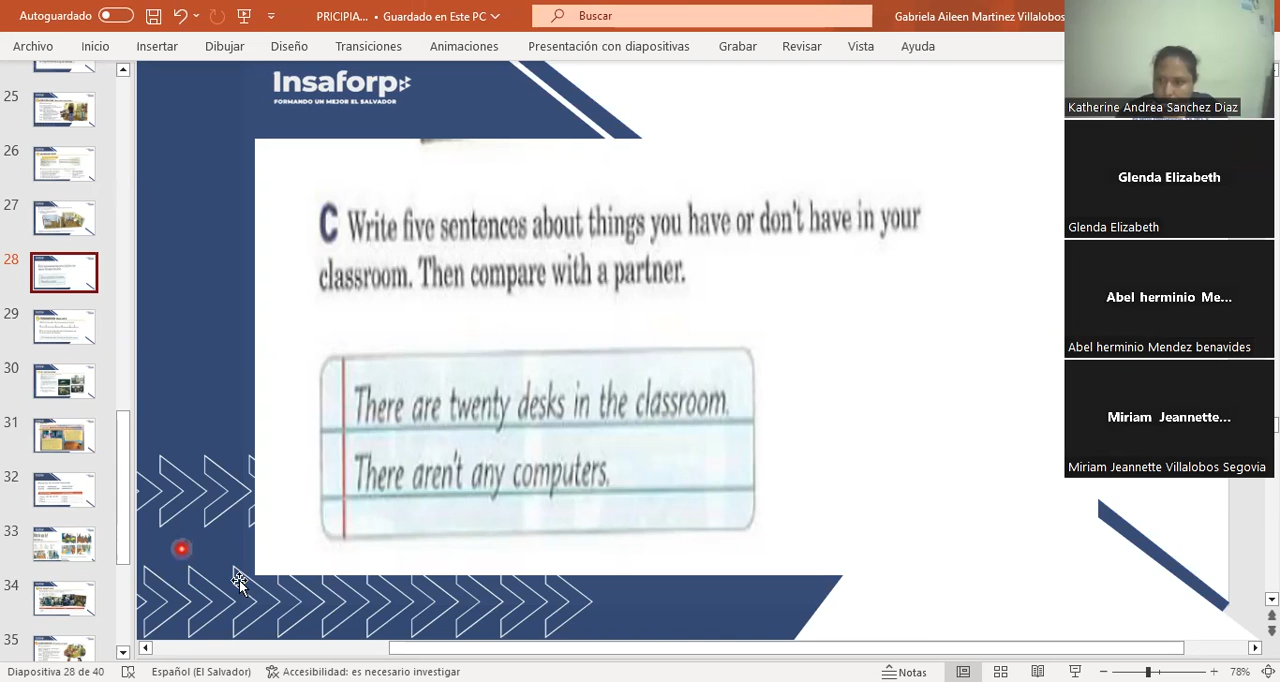 Autoguardado
PRICIPIA... • Guardado en Este PC
Buscar
Gabriela Aileen Martinez Villalobos
Archivo Inicio Insertar Dibujar Diseño Transiciones Animaciones Presentación con diapositivas Grabar Revisar Vista Ayuda
25
26
27
28
29
30
31
32
33
34
35
Insaforp
FORMANDO UN MEJOR EL SALVADOR
C Write five sentences about things you have or don't have in your
classroom. Then compare with a partner.
There are twenty desks in the classroom.
There aren't any computers.
Katherine Andrea Sanchez Diaz
Glenda Elizabeth
Glenda Elizabeth
Abel herminio Me...
Abel herminio Mendez benavides
Miriam Jeannette...
Miriam Jeannette Villalobos Segovia
Diapositiva 28 de 40 Español (El Salvador) Accesibilidad: es necesario investigar Notas 78%